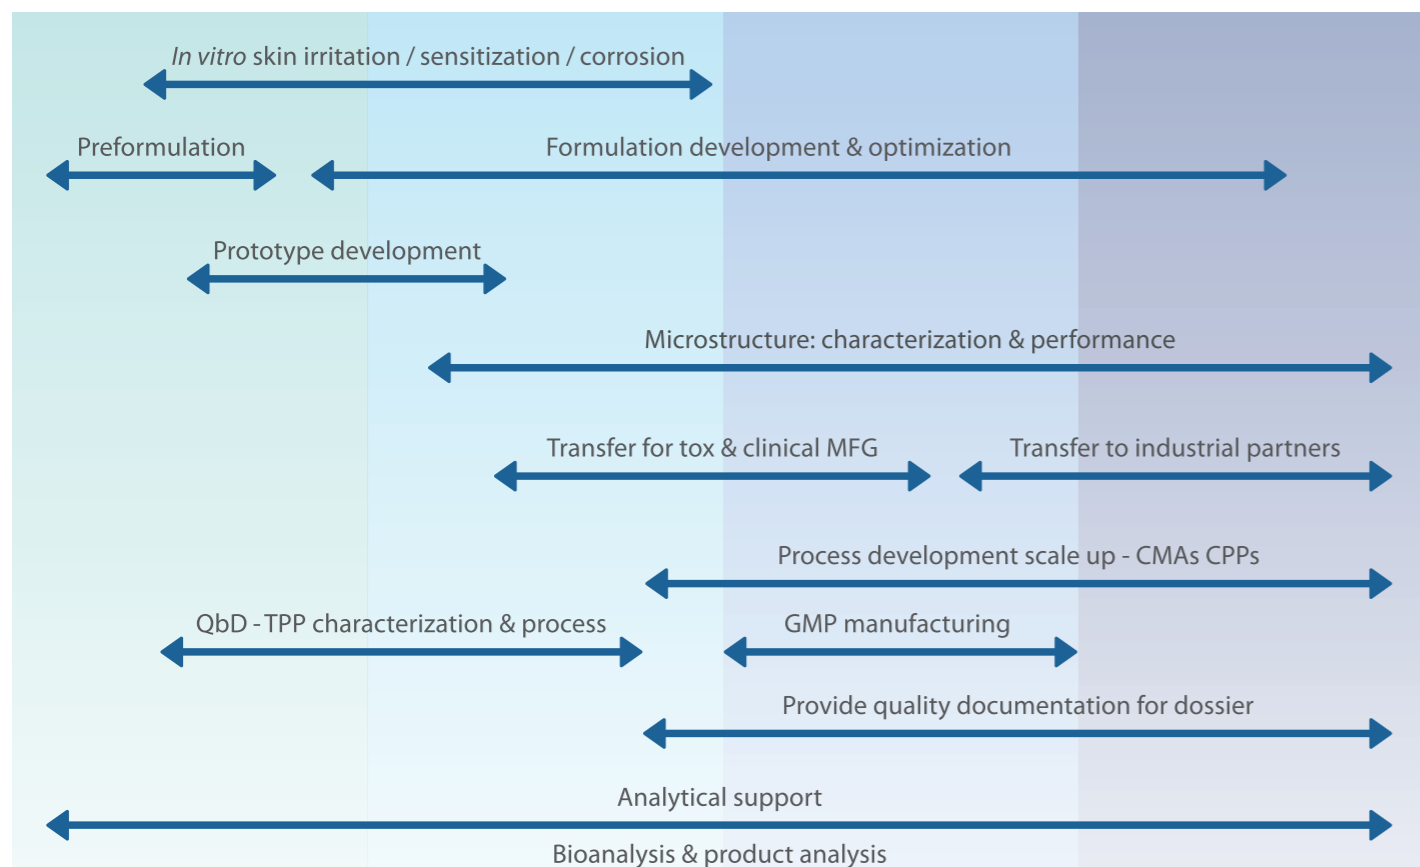 In vitro skin irritation / sensitization / corrosion
Preformulation
Formulation development & optimization
Prototype development
Microstructure: characterization & performance
Transfer for tox & clinical MFG
Transfer to industrial partners
Process development scale up - CMAs CPPs
QbD - TPP characterization & process
GMP manufacturing
Provide quality documentation for dossier
Analytical support
Bioanalysis & product analysis